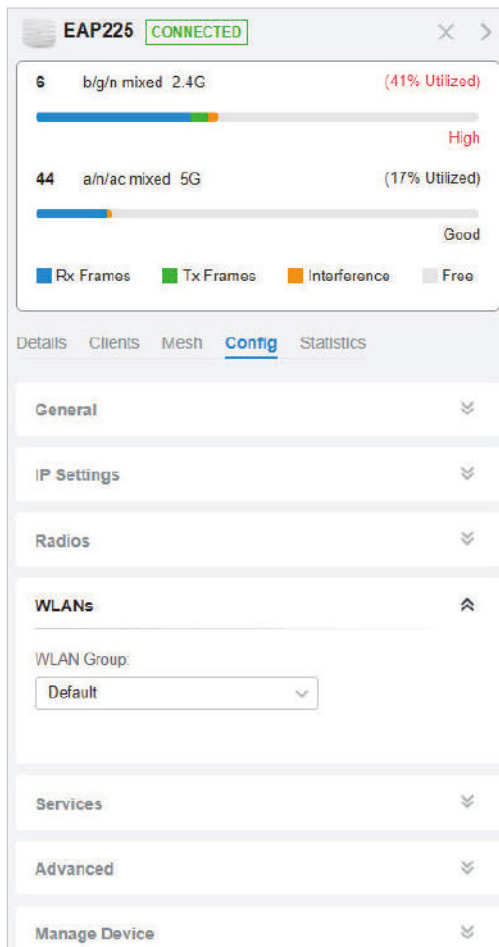 EAP225 CONNECTED
6 b/g/n mixed 2.4G (41% Utilized)
High
44 a/n/ac mixed 5G (17% Utilized)
Good
Rx Frames Tx Frames Interference Free
Details Clients Mesh Config Statistics
General
IP Settings
Radios
WLANs
WLAN Group:
Default
Services
Advanced
Manage Device